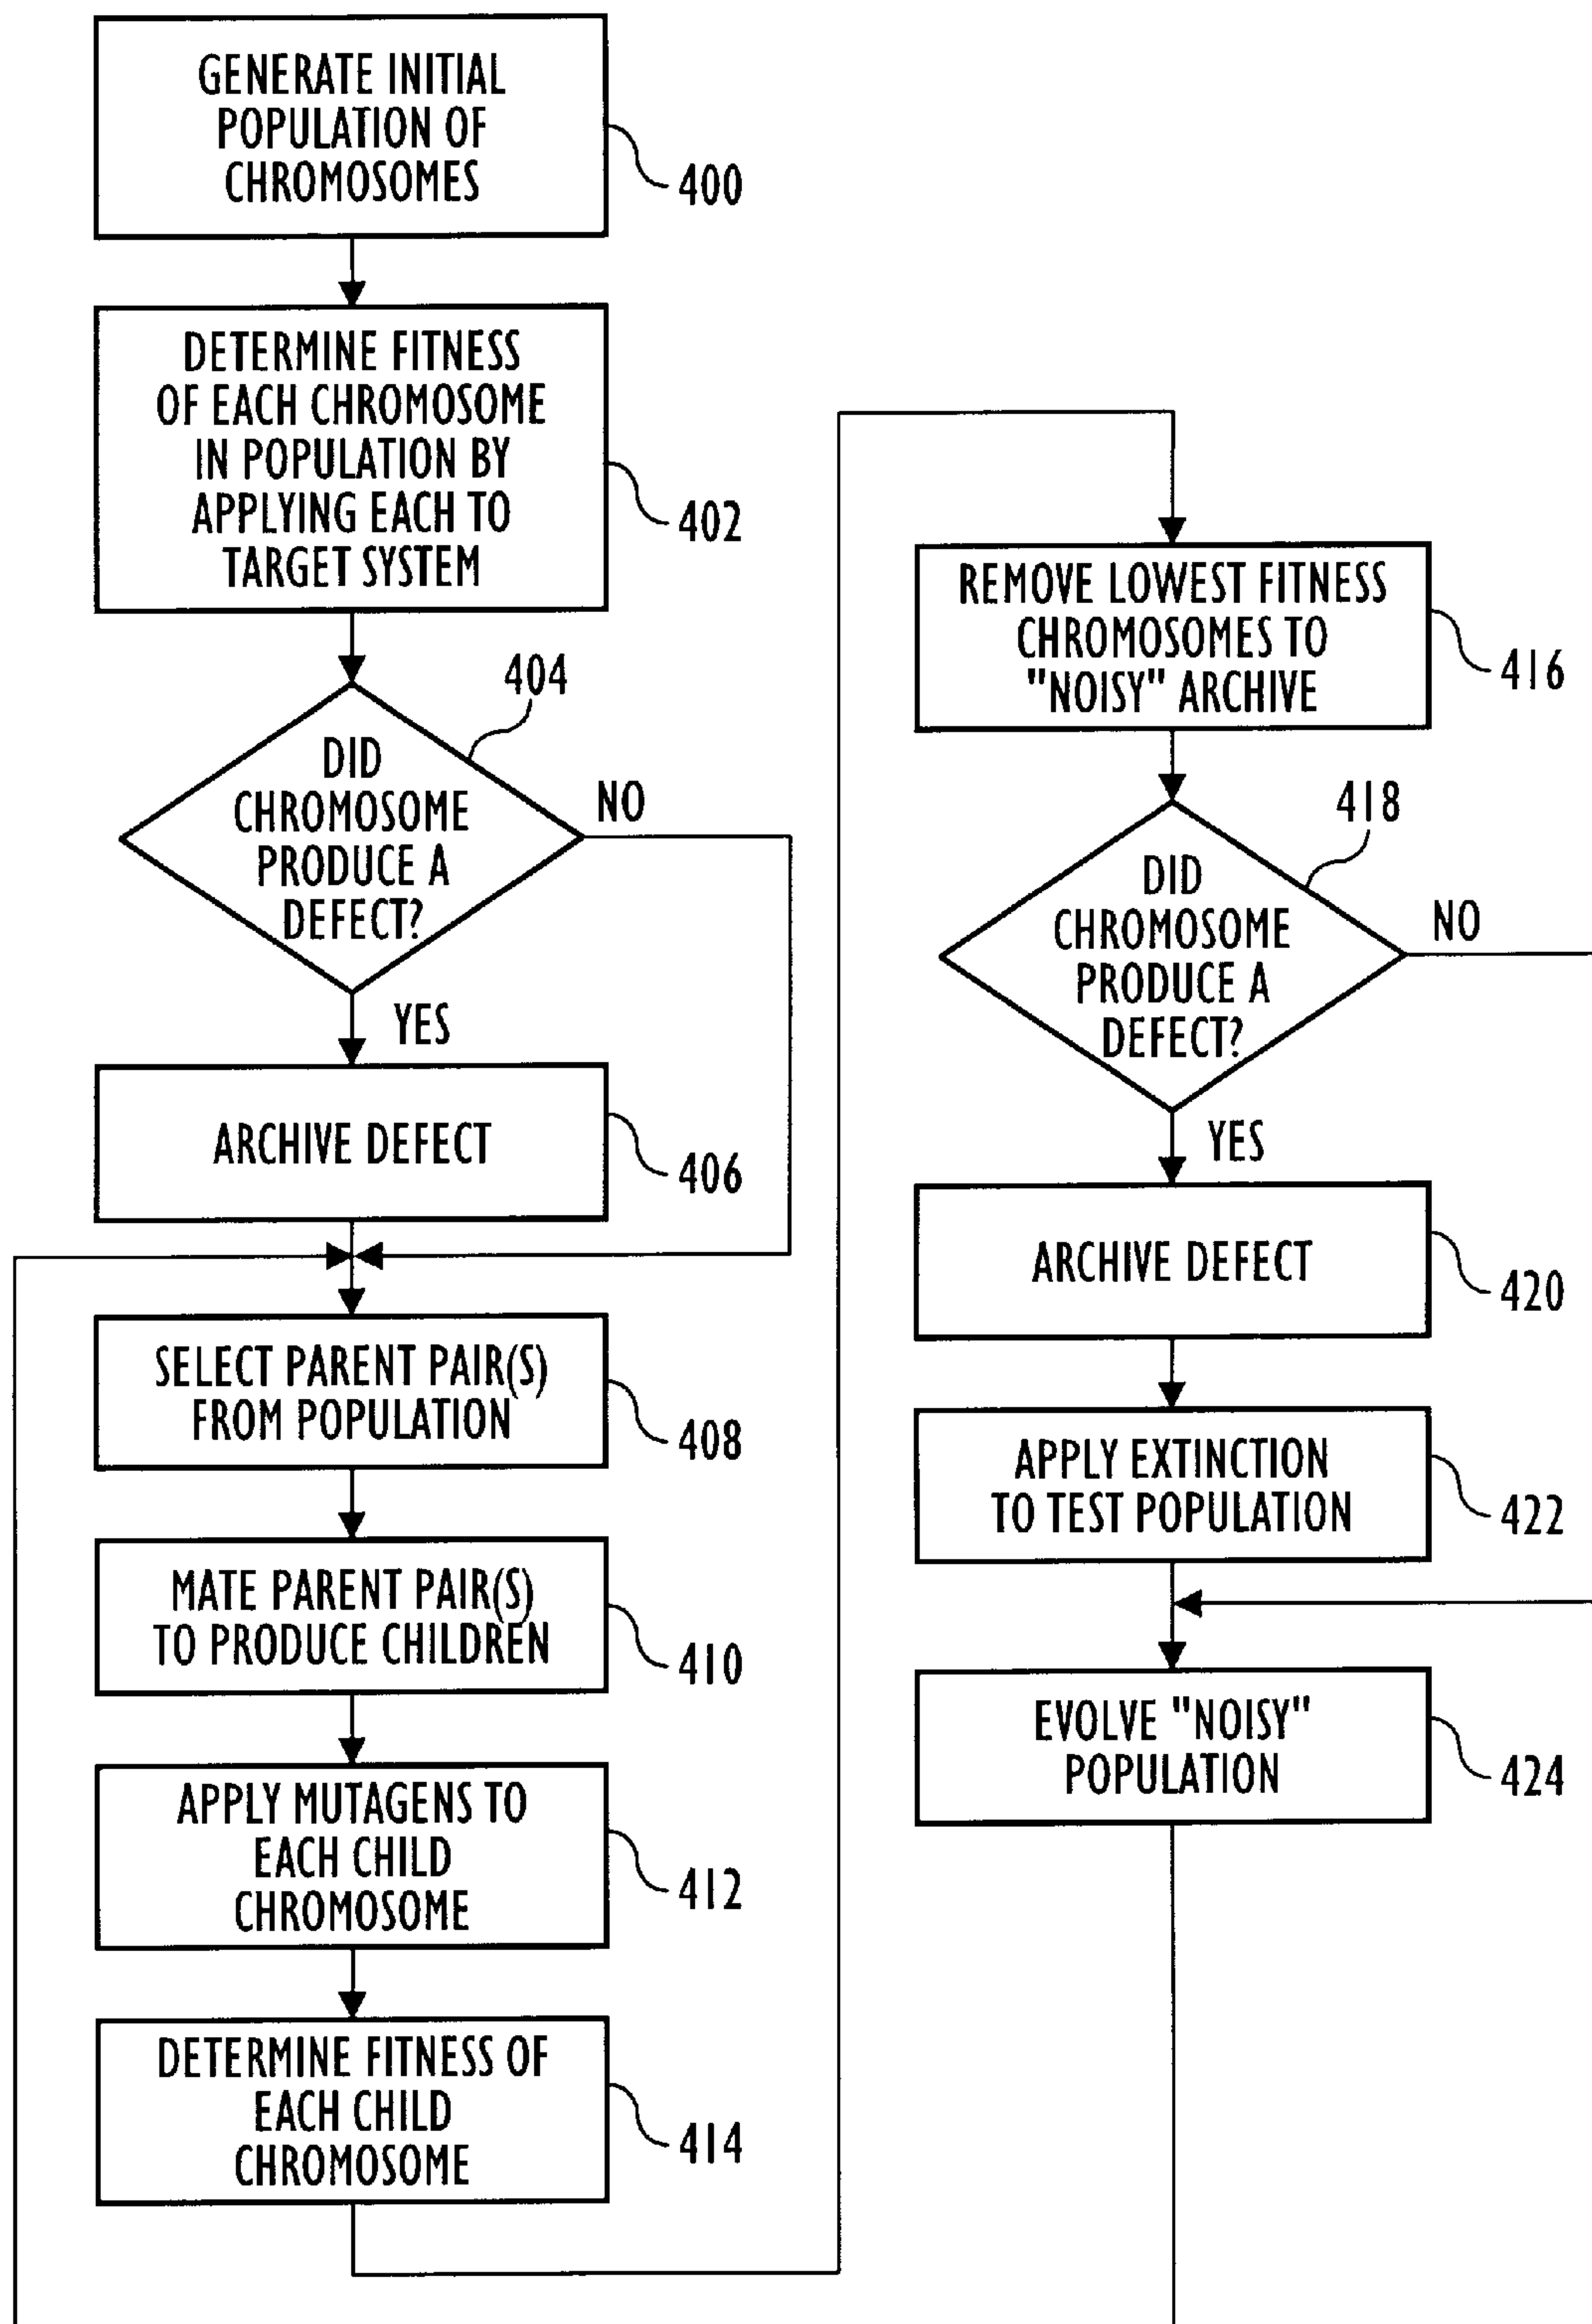 GENERATE INITIAL
POPULATION OF
CHROMOSOMES
400
DETERMINE FITNESS
OF EACH CHROMOSOME
IN POPULATION BY
APPLYING EACH TO
TARGET SYSTEM
402
404
DID
CHROMOSOME
PRODUCE A
DEFECT?
NO
YES
ARCHIVE DEFECT
406
SELECT PARENT PAIR(S)
FROM POPULATION
408
MATE PARENT PAIR(S)
TO PRODUCE CHILDREN
410
APPLY MUTAGENS TO
EACH CHILD
CHROMOSOME
412
DETERMINE FITNESS OF
EACH CHILD
CHROMOSOME
414
REMOVE LOWEST FITNESS
CHROMOSOMES TO
"NOISY" ARCHIVE
416
418
DID
CHROMOSOME
PRODUCE A
DEFECT?
NO
YES
ARCHIVE DEFECT
420
APPLY EXTINCTION
TO TEST POPULATION
422
EVOLVE "NOISY"
POPULATION
424